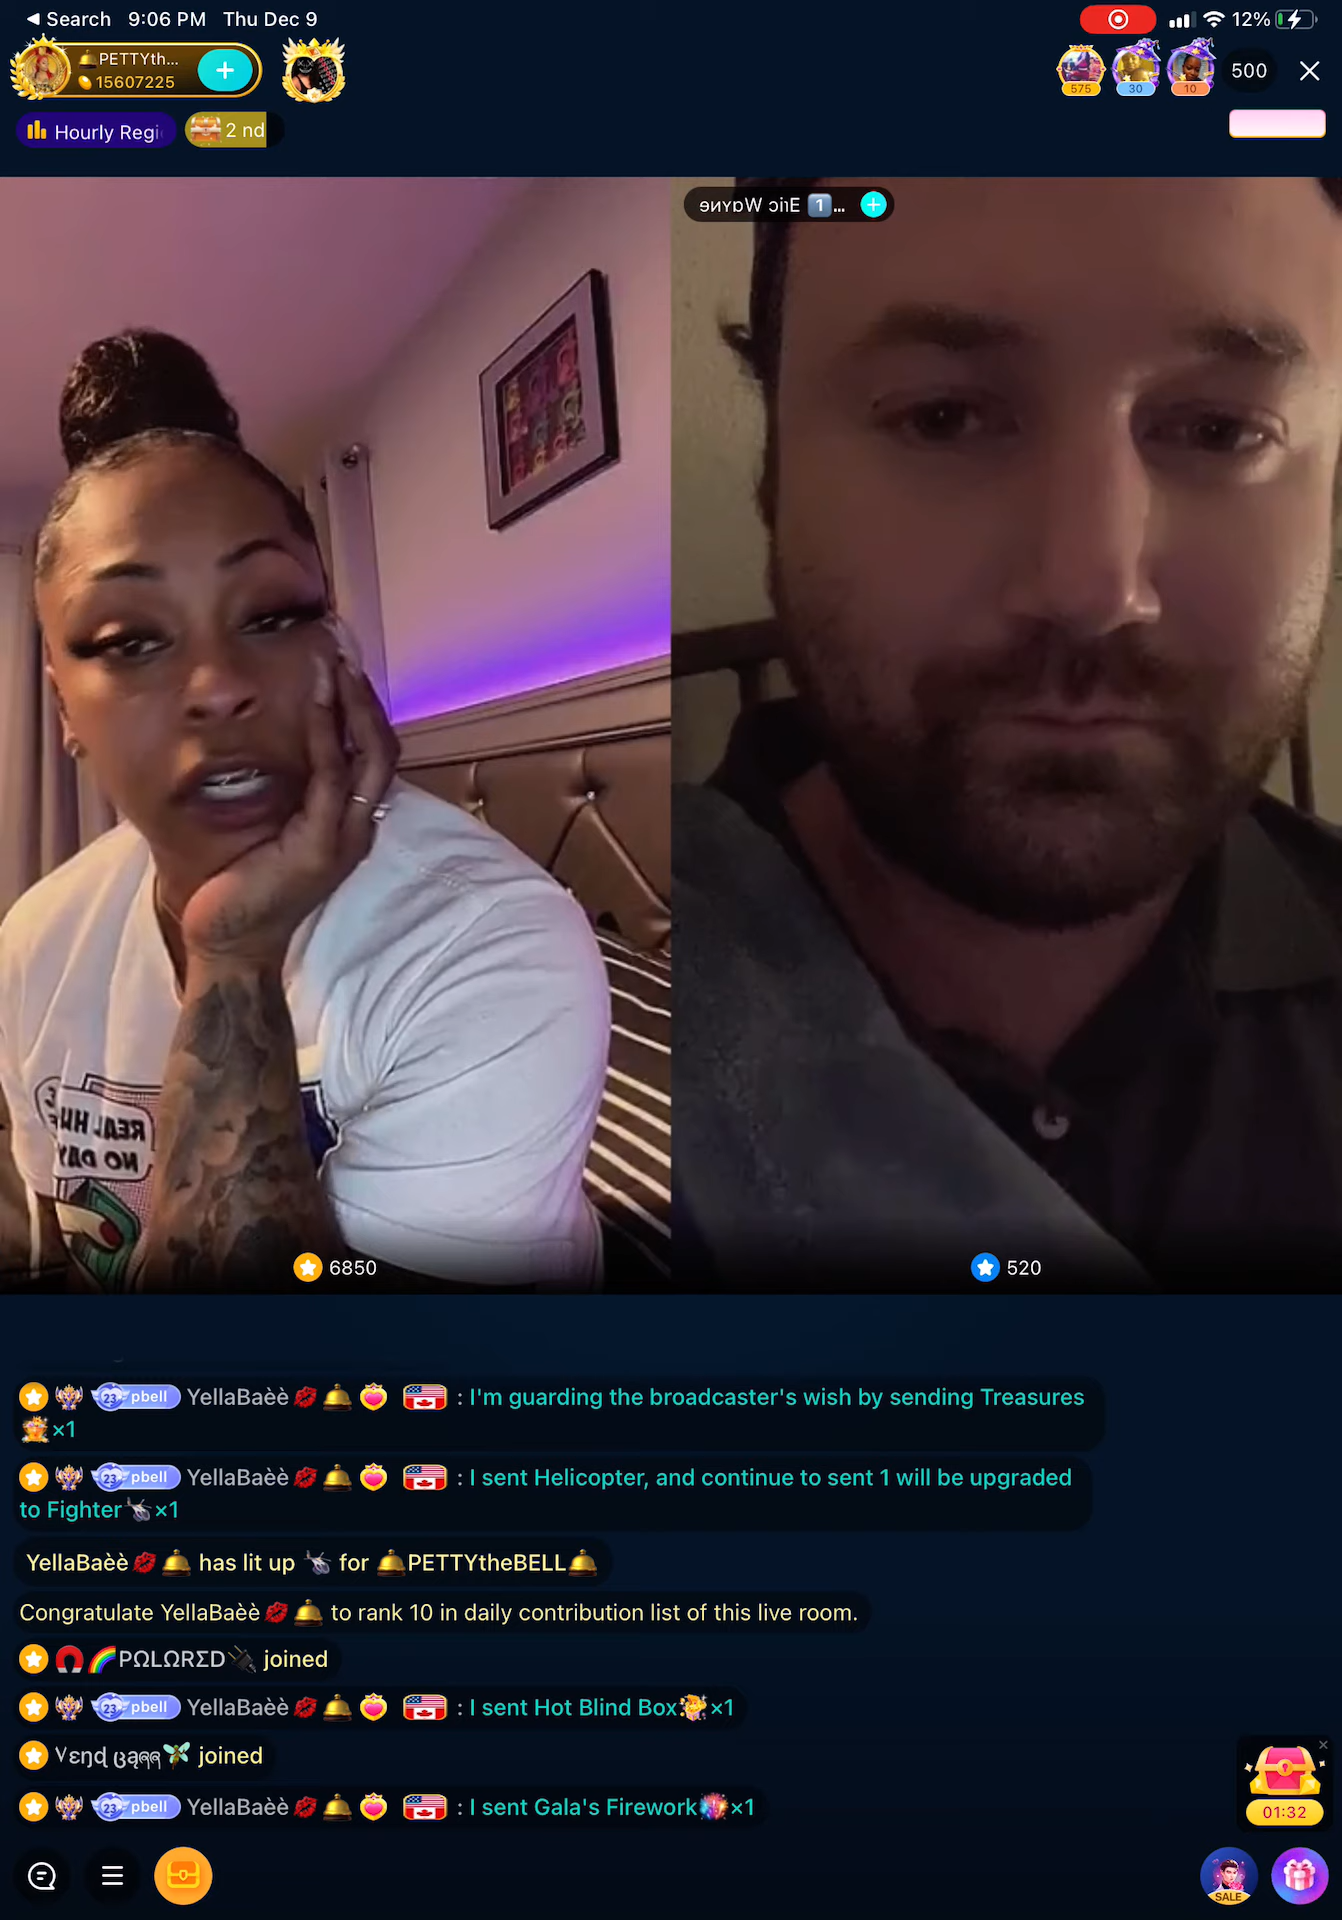 Search 9:06 PM Thu Dec 9
12%
PETTYth...
15607225
575
30
10
500
Hourly Regi
2 nd
Eric Wayne 1 ...
REAL HU
NO DAY
6850
520
23 pbell YellaBaèè : I'm guarding the broadcaster's wish by sending Treasures
×1
23 pbell YellaBaèè : I sent Helicopter, and continue to sent 1 will be upgraded
to Fighter ×1
YellaBaèè has lit up for PETTYtheBELL
Congratulate YellaBaèè to rank 10 in daily contribution list of this live room.
PΩLΩRΣD joined
23 pbell YellaBaèè : I sent Hot Blind Box ×1
joined
23 pbell YellaBaèè : I sent Gala's Firework ×1
01:32
SALE